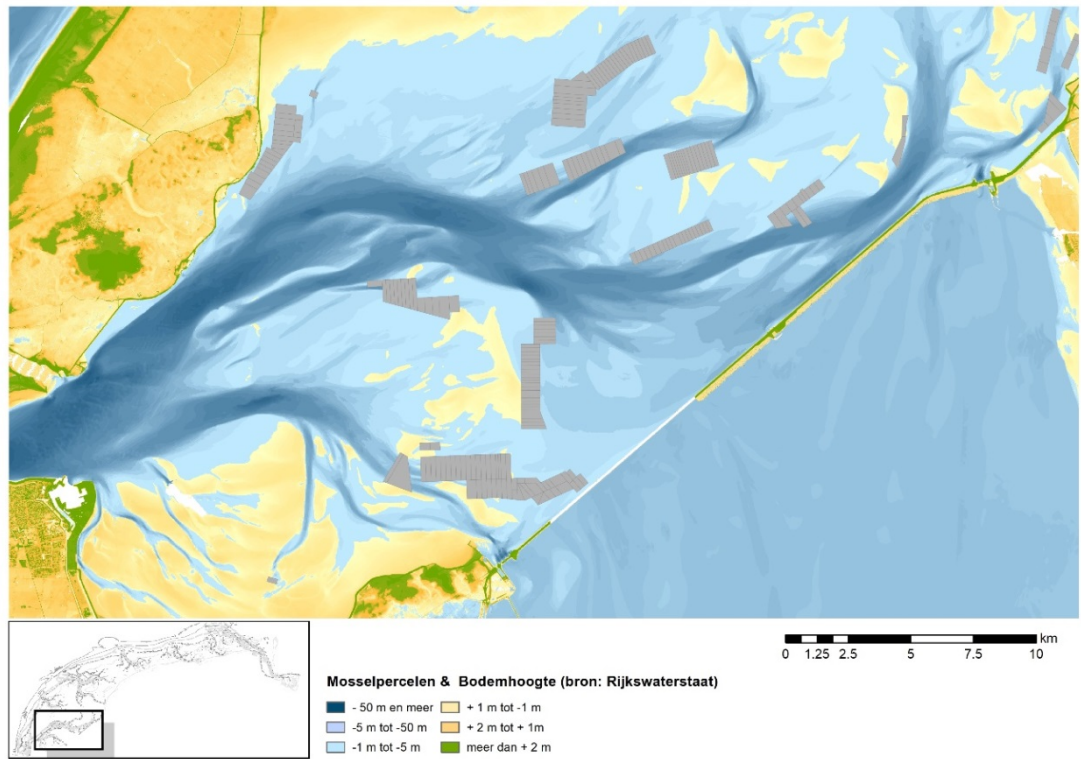 km
0 1.25 2.5 5 7.5 10
Mosselpercelen & Bodemhoogte (bron: Rijkswaterstaat)
- 50 m en meer
-5 m tot -50 m
-1 m tot -5 m
+ 1 m tot -1 m
+ 2 m tot + 1m
meer dan + 2 m